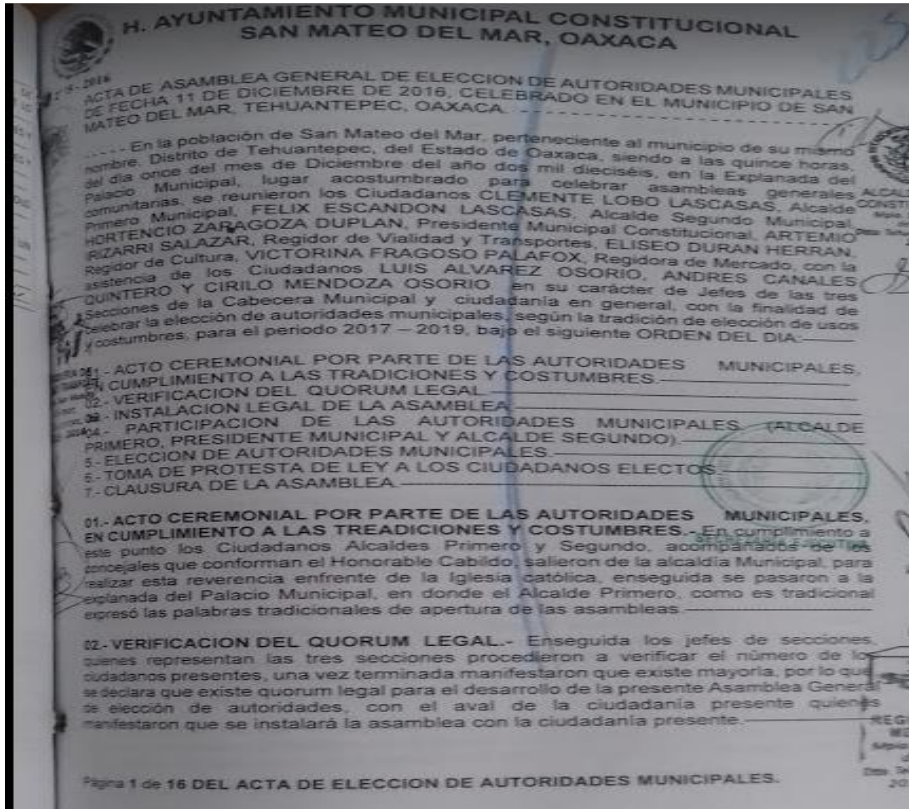 H. AYUNTAMIENTO MUNICIPAL CONSTITUCIONAL
SAN MATEO DEL MAR, OAXACA
ACTA DE ASAMBLEA GENERAL DE ELECCION DE AUTORIDADES MUNICIPALES
DE FECHA 11 DE DICIEMBRE DE 2016, CELEBRADO EN EL MUNICIPIO DE SAN
MATEO DEL MAR, TEHUANTEPEC, OAXACA.
- - - - - En la población de San Mateo del Mar, perteneciente al municipio de su mismo
nombre, Distrito de Tehuantepec, del Estado de Oaxaca, siendo a las quince horas,
del día once del mes de Diciembre del año dos mil dieciséis, en la Explanada del
Palacio Municipal, lugar acostumbrado para celebrar asambleas generales
comunitarias, se reunieron los Ciudadanos CLEMENTE LOBO LASCASAS, Alcalde
Primero Municipal, FELIX ESCANDON LASCASAS, Alcalde Segundo Municipal,
HORTENCIO ZARAGOZA DUPLAN, Presidente Municipal Constitucional, ARTEMIO
RIZARRI SALAZAR, Regidor de Vialidad y Transportes, ELISEO DURAN HERRAN,
Regidor de Cultura, VICTORINA FRAGOSO PALAFOX, Regidora de Mercado, con la
asistencia de los Ciudadanos LUIS ALVAREZ OSORIO, ANDRES CANALES
QUINTERO Y CIRILO MENDOZA OSORIO en su carácter de Jefes de las tres
Secciones de la Cabecera Municipal y ciudadanía en general, con la finalidad de
celebrar la elección de autoridades municipales, según la tradición de elección de usos
y costumbres, para el periodo 2017 – 2019, bajo el siguiente ORDEN DEL DIA:
1.- ACTO CEREMONIAL POR PARTE DE LAS AUTORIDADES MUNICIPALES,
EN CUMPLIMIENTO A LAS TRADICIONES Y COSTUMBRES.
02.- VERIFICACION DEL QUORUM LEGAL.
- INSTALACION LEGAL DE LA ASAMBLEA.
04.- PARTICIPACION DE LAS AUTORIDADES MUNICIPALES (ALCALDE
PRIMERO, PRESIDENTE MUNICIPAL Y ALCALDE SEGUNDO).
5.- ELECCION DE AUTORIDADES MUNICIPALES.
6.- TOMA DE PROTESTA DE LEY A LOS CIUDADANOS ELECTOS
7.- CLAUSURA DE LA ASAMBLEA.
01.- ACTO CEREMONIAL POR PARTE DE LAS AUTORIDADES MUNICIPALES,
EN CUMPLIMIENTO A LAS TREADICIONES Y COSTUMBRES.- En cumplimiento a
este punto los Ciudadanos Alcaldes Primero y Segundo, acompañados de los
concejales que conforman el Honorable Cabildo, salieron de la alcaldía Municipal, para
realizar esta reverencia enfrente de la Iglesia católica, enseguida se pasaron a la
explanada del Palacio Municipal, en donde el Alcalde Primero, como es tradicional
expresó las palabras tradicionales de apertura de las asambleas.
02.- VERIFICACION DEL QUORUM LEGAL.- Enseguida los jefes de secciones,
quienes representan las tres secciones procedieron a verificar el número de los
ciudadanos presentes, una vez terminada manifestaron que existe mayoría, por lo que
se declara que existe quorum legal para el desarrollo de la presente Asamblea General
de elección de autoridades, con el aval de la ciudadanía presente quienes
manifestaron que se instalará la asamblea con la ciudadanía presente.
Página 1 de 16 DEL ACTA DE ELECCION DE AUTORIDADES MUNICIPALES.